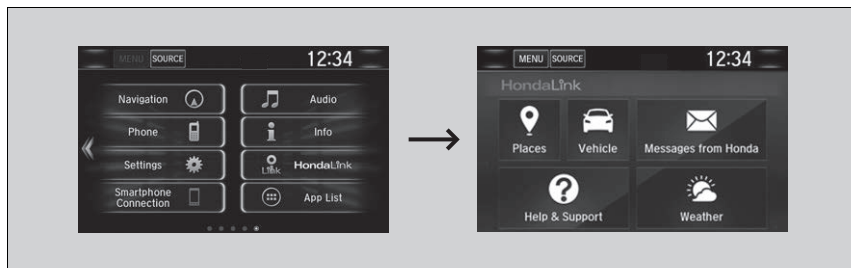 MENU SOURCE 12:34
Navigation Audio
Phone Info
Settings Link HondaLink
Smartphone
Connection
App List
MENU SOURCE 12:34
HondaLink
Places Vehicle Messages from Honda
Help & Support Weather